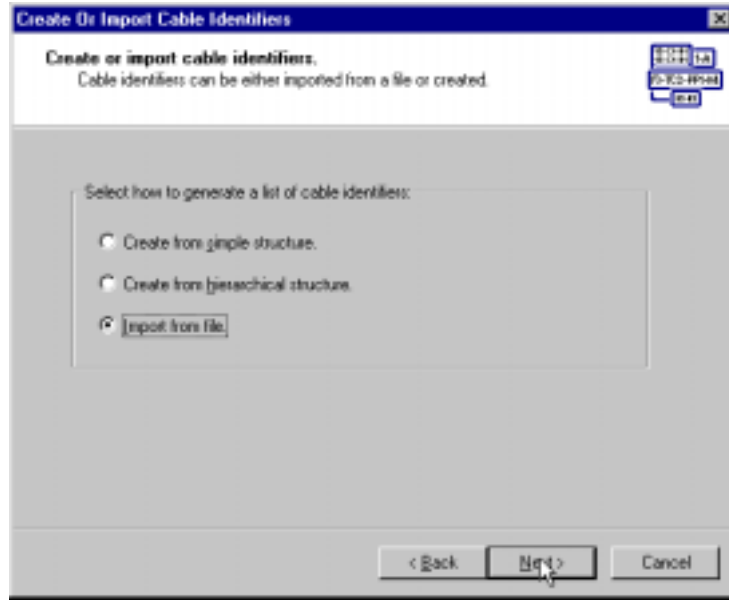 Create Or Import Cable Identifiers
Create or import cable identifiers.
Cable identifiers can be either imported from a file or created.
Select how to generate a list of cable identifiers:
Create from simple structure.
Create from hierarchical structure.
Import from file.
< Back
Next >
Cancel